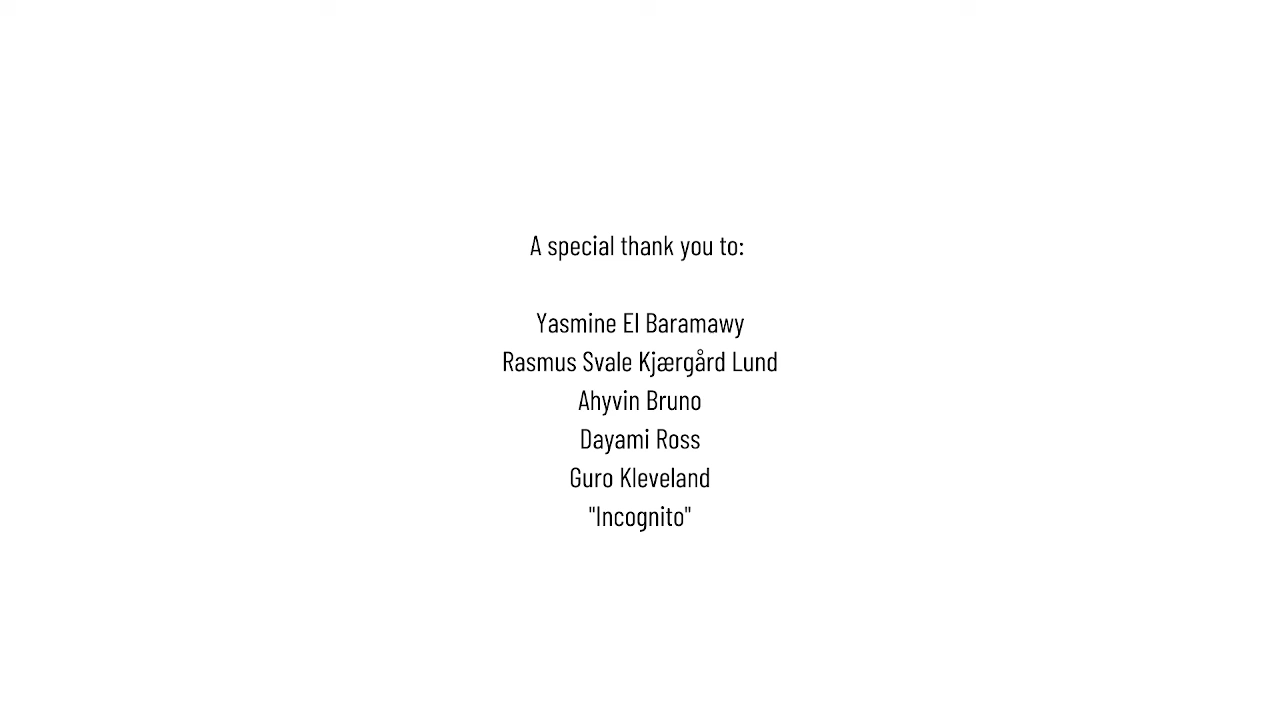 A special thank you to:
Yasmine El Baramawy
Rasmus Svale Kjærgård Lund
Ahyvin Bruno
Dayami Ross
Guro Kleveland
"Incognito"